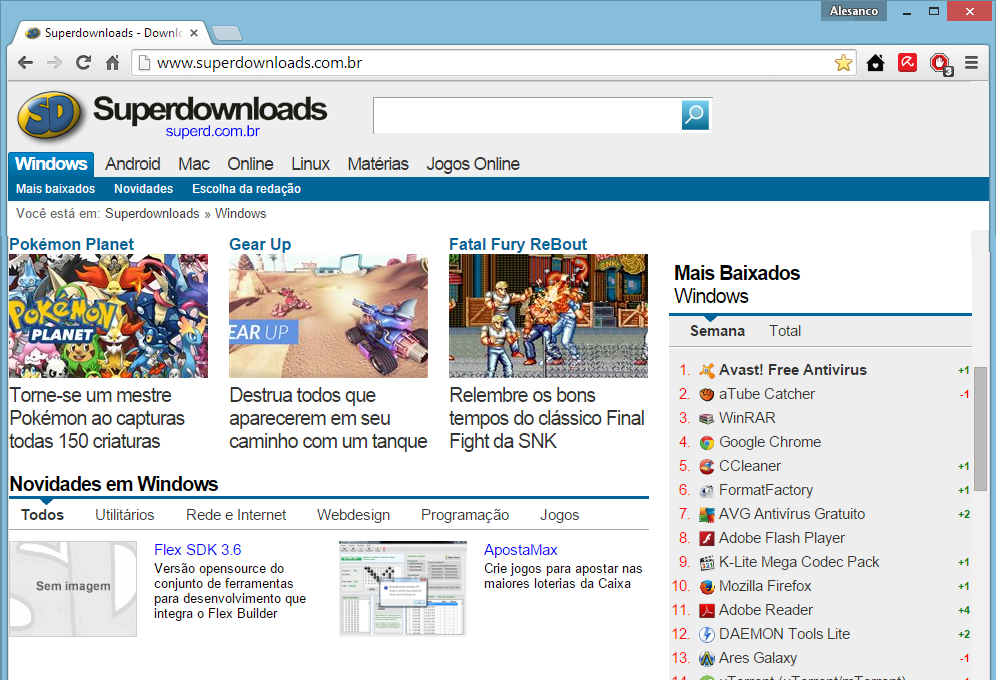 Alesanco
Superdownloads - Downlo
www.superdownloads.com.br
3
SD
Superdownloads
superd.com.br
Windows Android Mac Online Linux Matérias Jogos Online
Mais baixados Novidades Escolha da redação
Você está em: Superdownloads » Windows
Pokémon Planet
POKéMON
PLANET
Torne-se um mestre
Pokémon ao capturas
todas 150 criaturas
Gear Up
EAR UP
Destrua todos que
aparecerem em seu
caminho com um tanque
Fatal Fury ReBout
Relembre os bons
tempos do clássico Final
Fight da SNK
Novidades em Windows
Todos Utilitários Rede e Internet Webdesign Programação Jogos
Sem imagem
Flex SDK 3.6
Versão opensource do
conjunto de ferramentas
para desenvolvimento que
integra o Flex Builder
ApostaMax
Crie jogos para apostar nas
maiores loterias da Caixa
Mais Baixados
Windows
Semana Total
1. Avast! Free Antivirus +1
2. aTube Catcher -1
3. WinRAR
4. Google Chrome
5. CCleaner +1
6. FormatFactory +1
7. AVG Antivírus Gratuito +2
8. Adobe Flash Player
9. K-Lite Mega Codec Pack +1
10. Mozilla Firefox +1
11. Adobe Reader +4
12. DAEMON Tools Lite +2
13. Ares Galaxy -1
14. uTorrent (µTorrent/mTorrent)